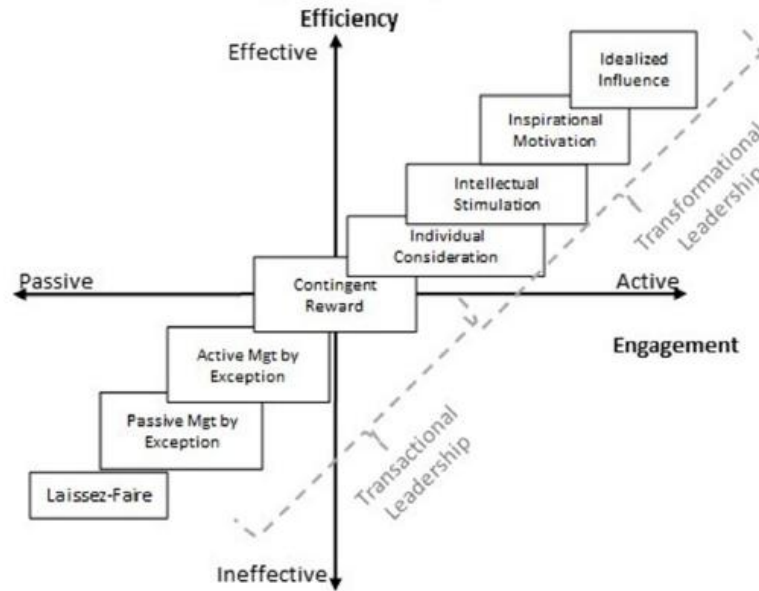 Efficiency
Effective
Idealized
Influence
Inspirational
Motivation
Intellectual
Stimulation
Transformational
Leadership
Individual
Consideration
Passive
Contingent
Reward
Active
Engagement
Active Mgt by
Exception
Passive Mgt by
Exception
Transactional
Leadership
Laissez-Faire
Ineffective